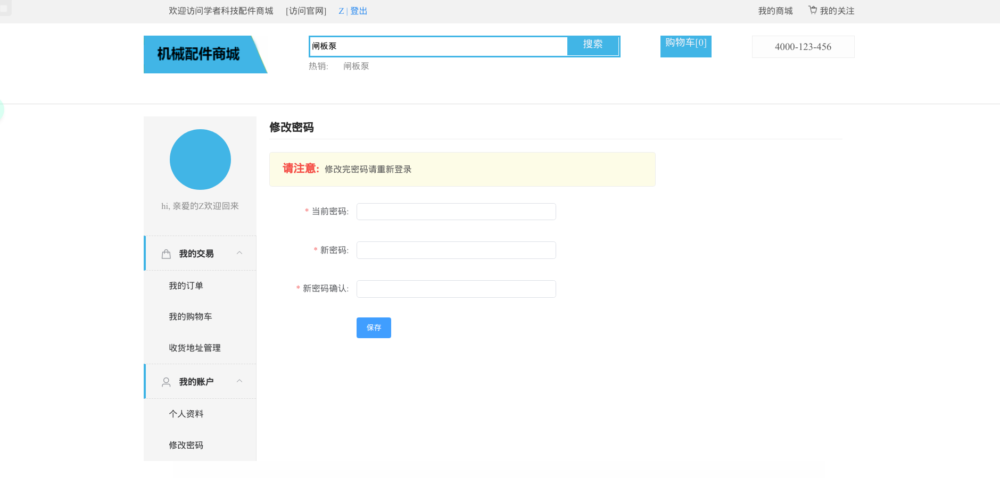 欢迎访问学者科技配件商城 [访问官网] Z | 登出 我的商城 我的关注
机械配件商城
闸板泵 搜索
购物车[0]
4000-123-456
热销: 闸板泵
修改密码
请注意: 修改完密码请重新登录
hi, 亲爱的Z欢迎回来
* 当前密码:
* 新密码:
* 新密码确认:
保存
我的交易
我的订单
我的购物车
收货地址管理
我的账户
个人资料
修改密码